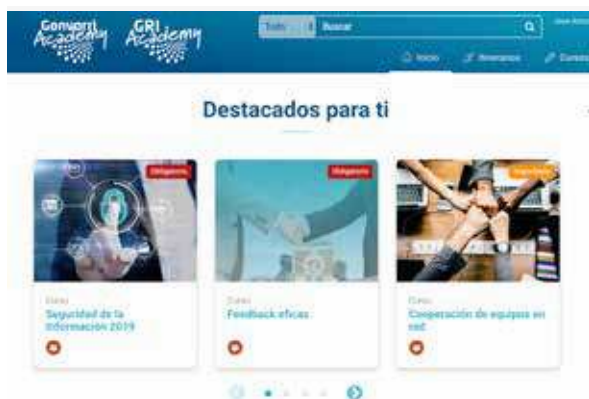 Gonvarri Academy
GRI Academy
Todo
Buscar
Inicio
Itinerarios
Cursos
Destacados para ti
Obligatorio
Obligatorio
Curso
Seguridad de la
Información 2019
Curso
Feedback eficaz
Curso
Cooperación de equipos en
red